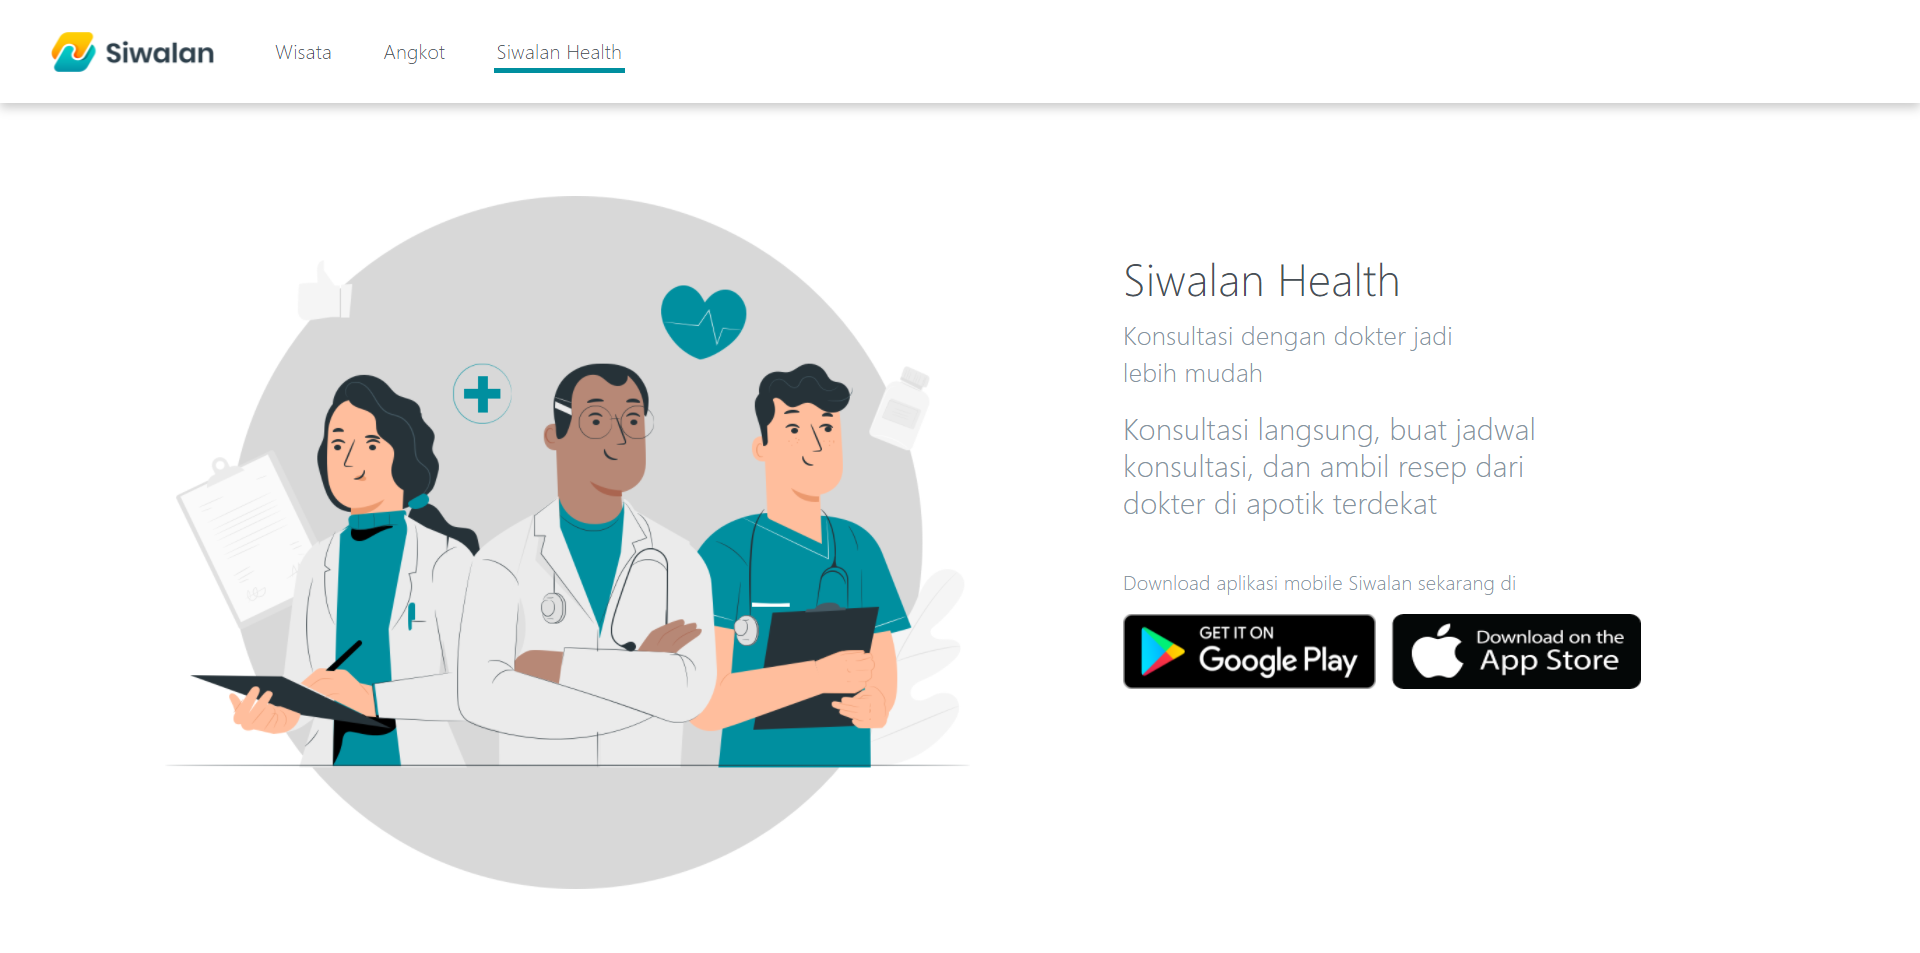 Siwalan
Wisata
Angkot
Siwalan Health
Siwalan Health
Konsultasi dengan dokter jadi
lebih mudah
Konsultasi langsung, buat jadwal
konsultasi, dan ambil resep dari
dokter di apotik terdekat
Download aplikasi mobile Siwalan sekarang di
GET IT ON
Google Play
Download on the
App Store